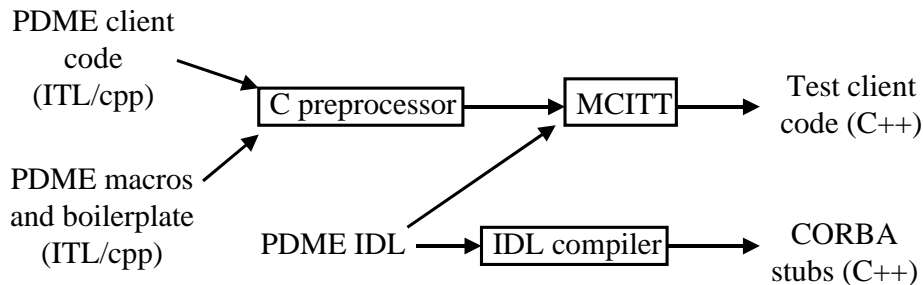 PDME client
code
(ITL/cpp)
C preprocessor
MCITT
Test client
code (C++)
PDME macros
and boilerplate
(ITL/cpp)
PDME IDL
IDL compiler
CORBA
stubs (C++)